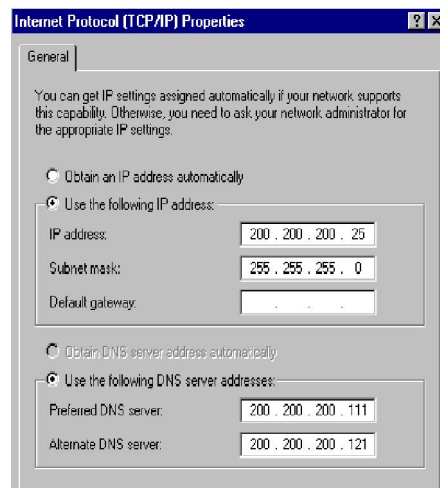 Internet Protocol (TCP/IP) Properties ? X
General
You can get IP settings assigned automatically if your network supports
this capability. Otherwise, you need to ask your network administrator for
the appropriate IP settings.
Obtain an IP address automatically
Use the following IP address:
IP address: 200 . 200 . 200 . 25
Subnet mask: 255 . 255 . 255 . 0
Default gateway: . . .
Obtain DNS server address automatically
Use the following DNS server addresses:
Preferred DNS server: 200 . 200 . 200 . 111
Alternate DNS server: 200 . 200 . 200 . 121